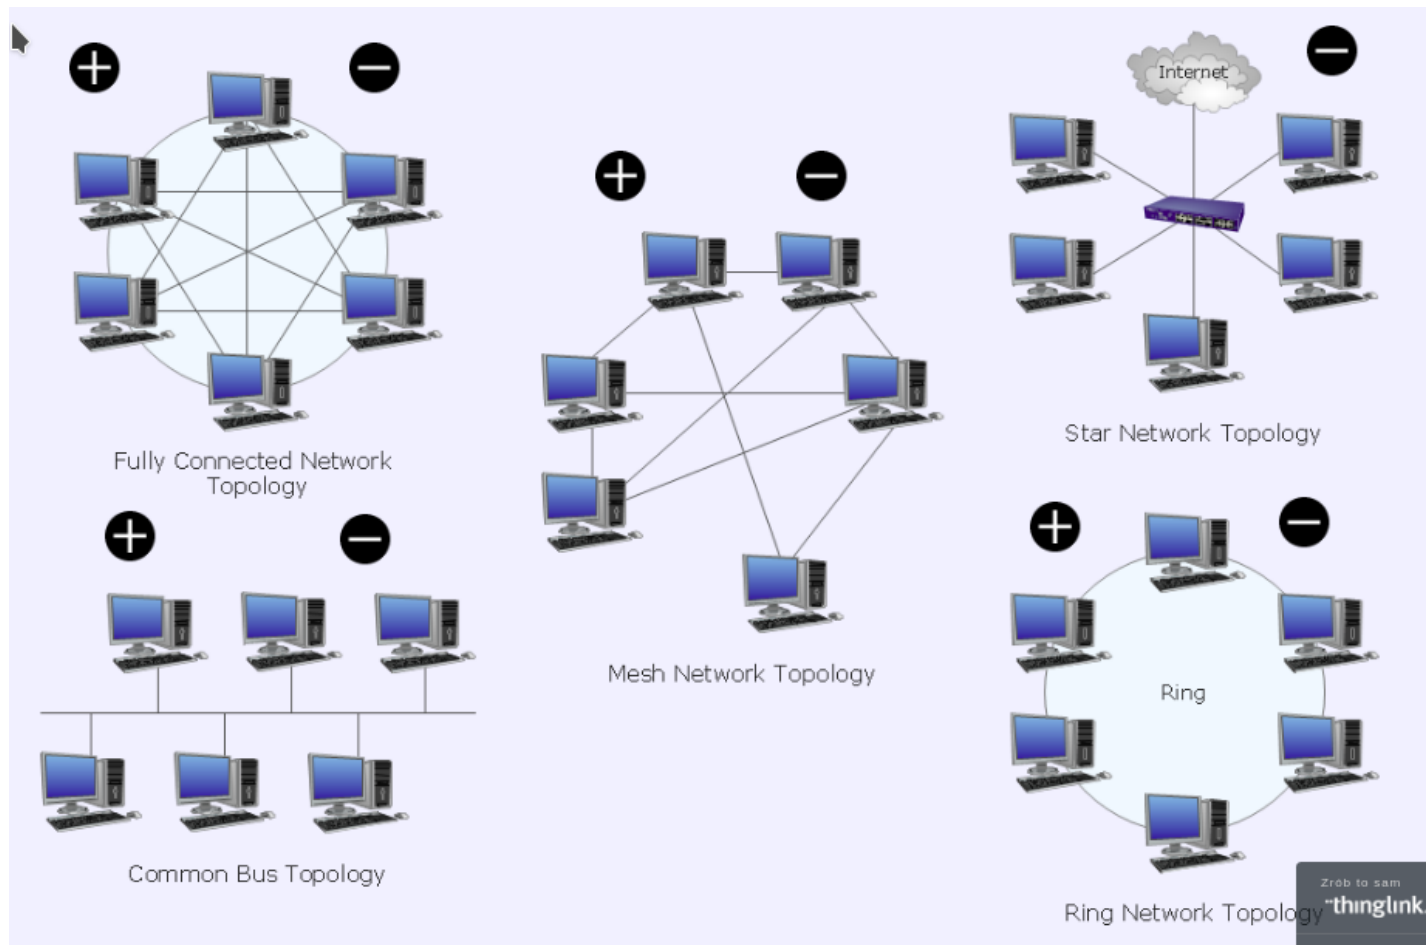 Internet
Star Network Topology
Fully Connected Network
Topology
Mesh Network Topology
Ring
Common Bus Topology
Ring Network Topology
Zrób to sam
thinglink.